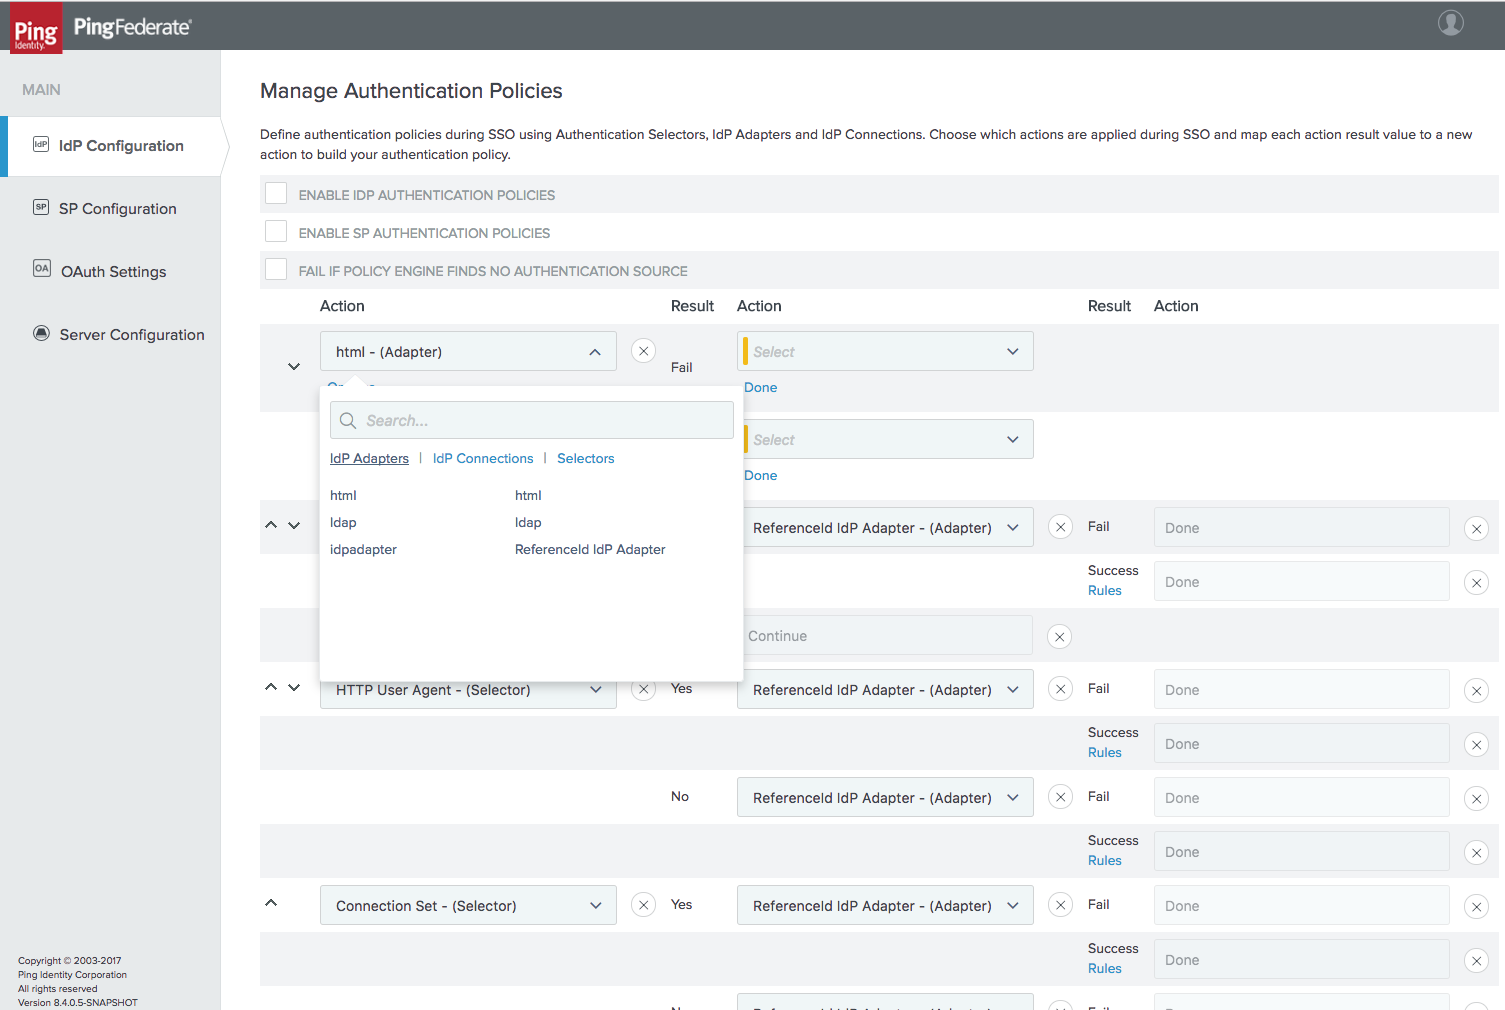 Ping
Identity.
PingFederate
MAIN
IdP IdP Configuration
SP SP Configuration
OA OAuth Settings
Server Configuration
Copyright © 2003-2017
Ping Identity Corporation
All rights reserved
Version 8.4.0.5-SNAPSHOT
Manage Authentication Policies
Define authentication policies during SSO using Authentication Selectors, IdP Adapters and IdP Connections. Choose which actions are applied during SSO and map each action result value to a new
action to build your authentication policy.
ENABLE IDP AUTHENTICATION POLICIES
ENABLE SP AUTHENTICATION POLICIES
FAIL IF POLICY ENGINE FINDS NO AUTHENTICATION SOURCE
Action Result Action Result Action
html - (Adapter) Fail Select
Done
Search...
Select
IdP Adapters | IdP Connections | Selectors
Done
html html
ldap ldap
idpadapter ReferenceId IdP Adapter
ReferenceId IdP Adapter - (Adapter) Fail Done
Success Done
Rules
Continue
HTTP User Agent - (Selector) Yes ReferenceId IdP Adapter - (Adapter) Fail Done
Success Done
Rules
No ReferenceId IdP Adapter - (Adapter) Fail Done
Success Done
Rules
Connection Set - (Selector) Yes ReferenceId IdP Adapter - (Adapter) Fail Done
Success Done
Rules